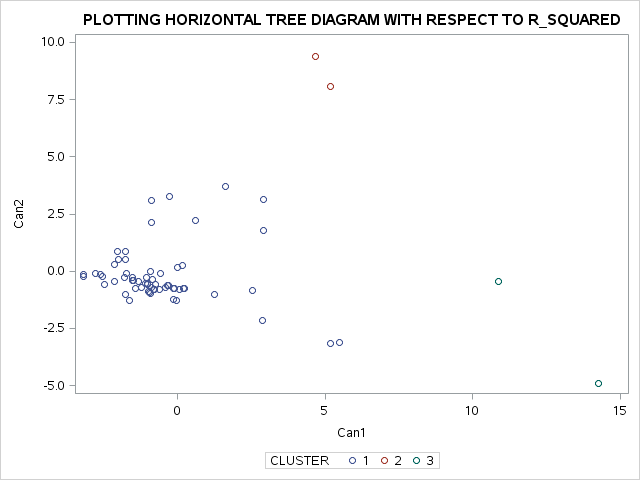 PLOTTING HORIZONTAL TREE DIAGRAM WITH RESPECT TO R_SQUARED
10.0
7.5
5.0
2.5
0.0
-2.5
-5.0
Can2
0 5 10 15
Can1
CLUSTER 1 2 3